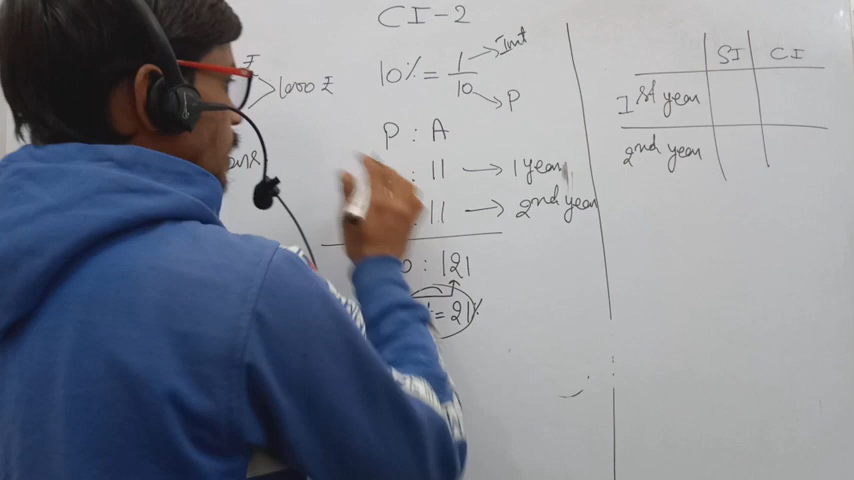 CI-2
1000 ₹
10% = 1/10 → Int
→ P
P : A
: 11 → 1 year
11 → 2nd year
0 : 121
= 21%
SI CI
1st year
2nd year